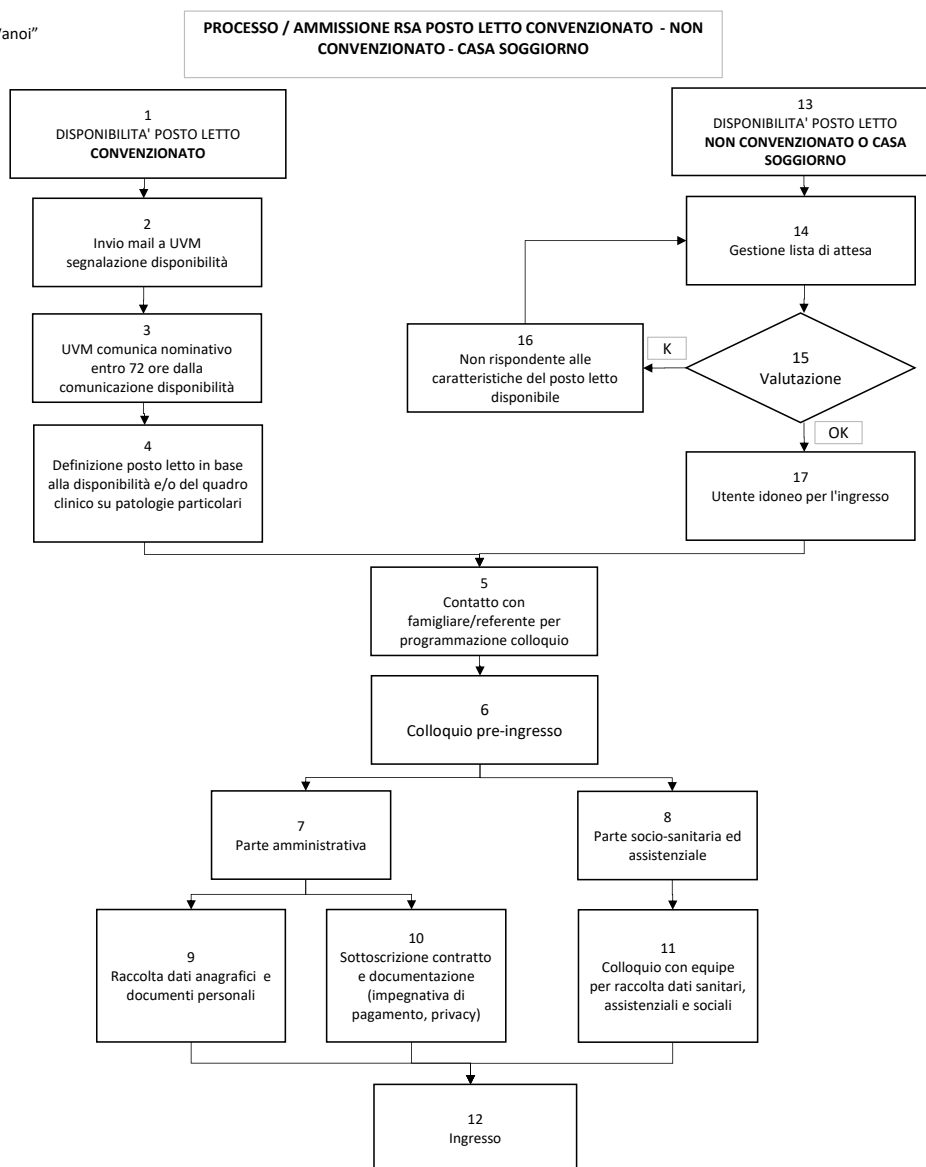 PROCESSO / AMMISSIONE RSA POSTO LETTO CONVENZIONATO - NON
CONVENZIONATO - CASA SOGGIORNO
1
DISPONIBILITA' POSTO LETTO
CONVENZIONATO
13
DISPONIBILITA' POSTO LETTO
NON CONVENZIONATO O CASA
SOGGIORNO
2
Invio mail a UVM
segnalazione disponibilità
14
Gestione lista di attesa
3
UVM comunica nominativo
entro 72 ore dalla
comunicazione disponibilità
16
Non rispondente alle
caratteristiche del posto letto
disponibile
K
15
Valutazione
OK
4
Definizione posto letto in base
alla disponibilità e/o del quadro
clinico su patologie particolari
17
Utente idoneo per l'ingresso
5
Contatto con
famigliare/referente per
programmazione colloquio
6
Colloquio pre-ingresso
7
Parte amministrativa
8
Parte socio-sanitaria ed
assistenziale
9
Raccolta dati anagrafici e
documenti personali
10
Sottoscrizione contratto
e documentazione
(impegnativa di
pagamento, privacy)
11
Colloquio con equipe
per raccolta dati sanitari,
assistenziali e sociali
12
Ingresso